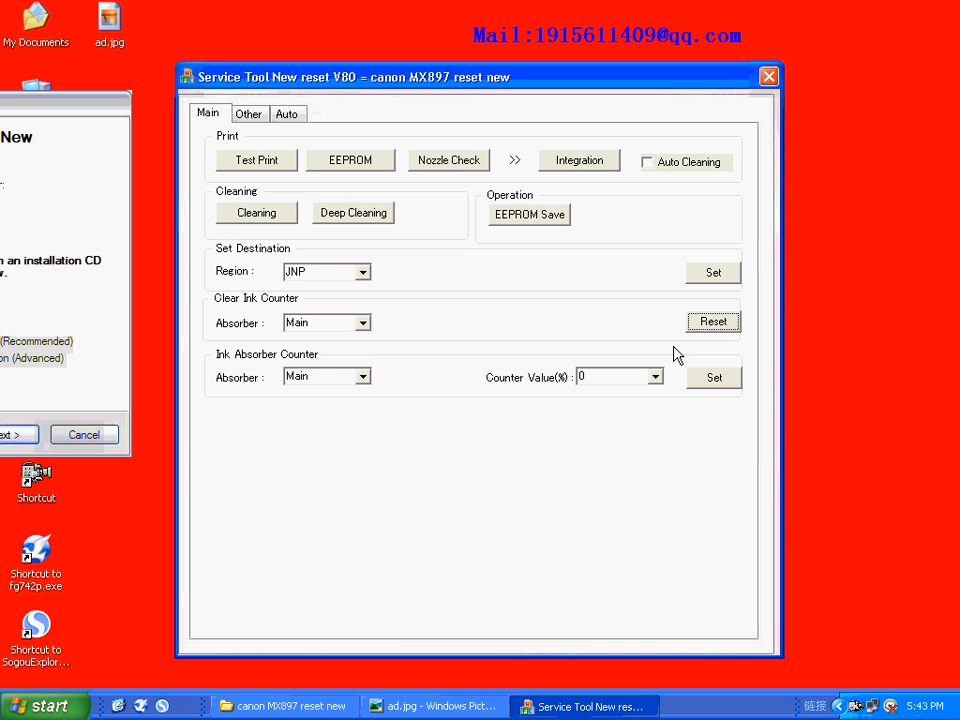 My Documents
ad.jpg
Mail:1915611409@qq.com
Service Tool New reset V80 = canon MX897 reset new
Main
Other
Auto
Print
Test Print
EEPROM
Nozzle Check
>>
Integration
Auto Cleaning
Cleaning
Cleaning
Deep Cleaning
Operation
EEPROM Save
Set Destination
Region :
JNP
Set
Clear Ink Counter
Absorber :
Main
Reset
Ink Absorber Counter
Absorber :
Main
Counter Value(%) :
0
Set
New
r:
n an installation CD
w.
(Recommended)
on (Advanced)
ext >
Cancel
Shortcut
Shortcut to
fg742p.exe
Shortcut to
SogouExplor...
start
canon MX897 reset new
ad.jpg - Windows Pict...
Service Tool New res...
链接
5:43 PM